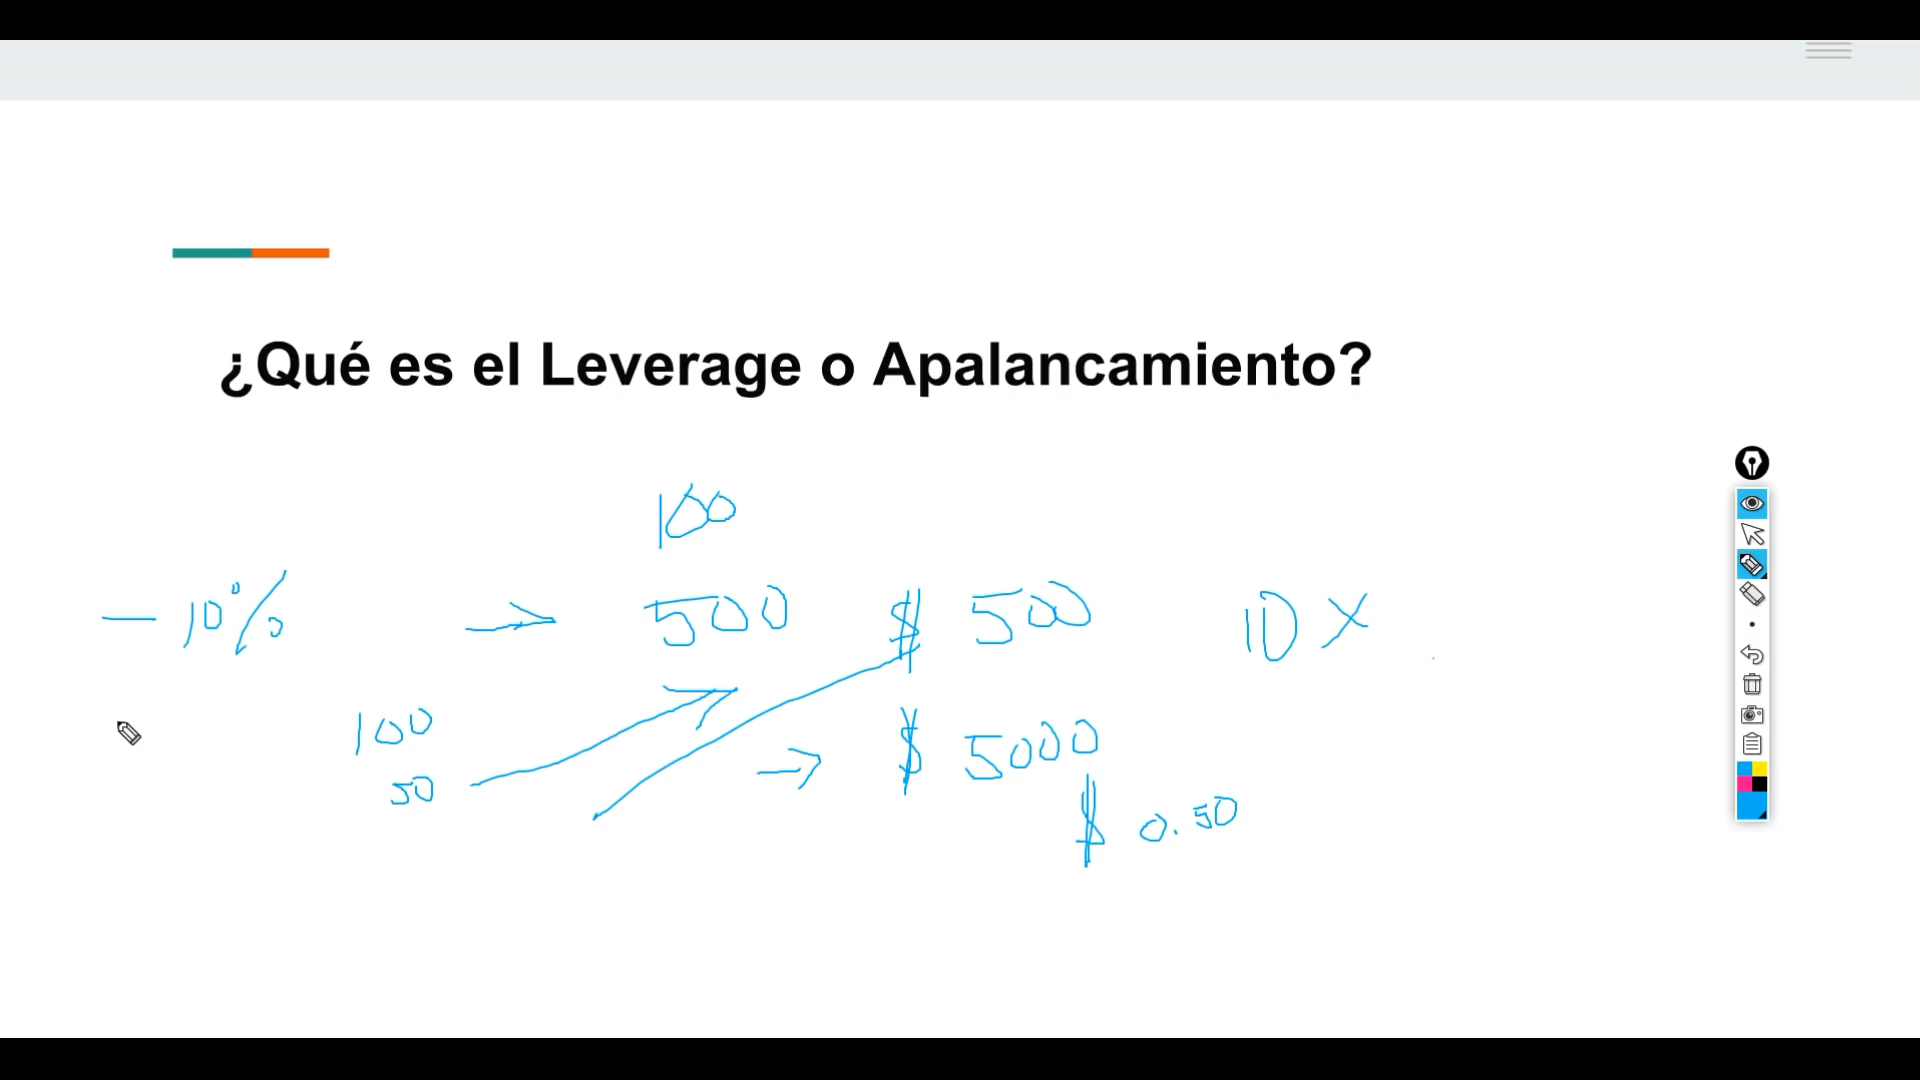 ¿Qué es el Leverage o Apalancamiento?
100
— 10% → 500 $ 500 10 X
100
50 → $ 5000
$ 0.50